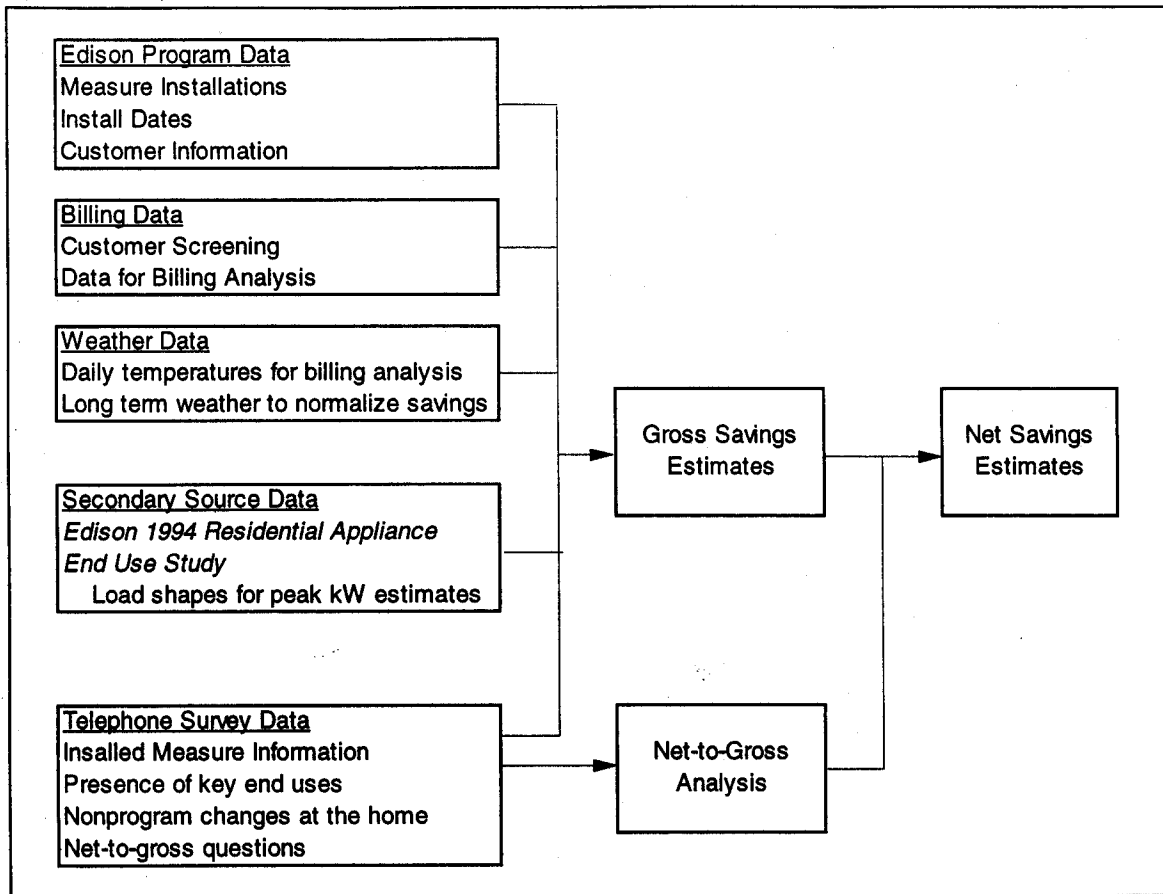 Edison Program Data
Measure Installations
Install Dates
Customer Information
Billing Data
Customer Screening
Data for Billing Analysis
Weather Data
Daily temperatures for billing analysis
Long term weather to normalize savings
Secondary Source Data
Edison 1994 Residential Appliance
End Use Study
Load shapes for peak kW estimates
Telephone Survey Data
Insalled Measure Information
Presence of key end uses
Nonprogram changes at the home
Net-to-gross questions
Gross Savings
Estimates
Net-to-Gross
Analysis
Net Savings
Estimates